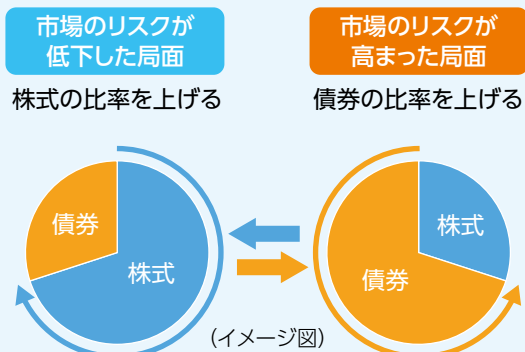 市場のリスクが
低下した局面
株式の比率を上げる
債券
株式
市場のリスクが
高まった局面
債券の比率を上げる
株式
債券
(イメージ図)